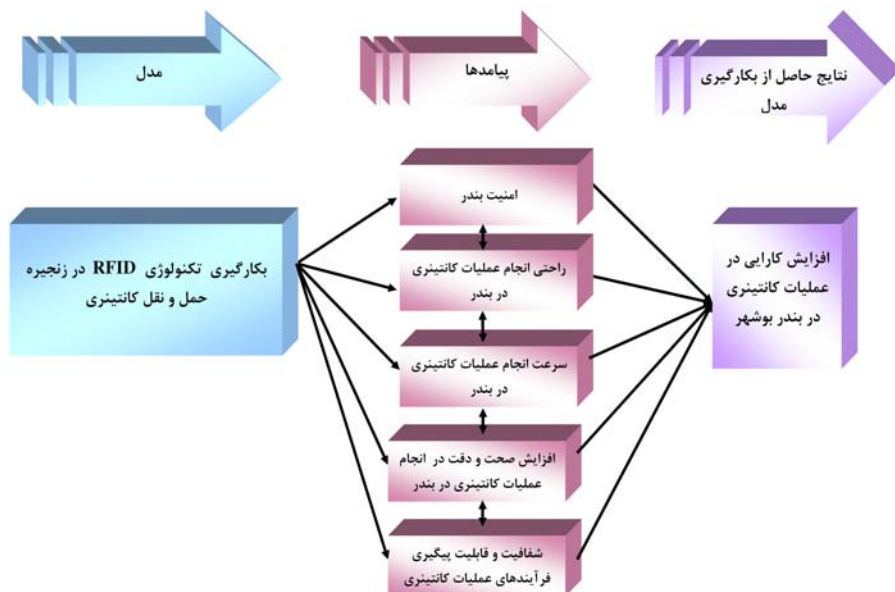 مدل
پیامدها
نتایج حاصل از بکارگیری
مدل
بکارگیری تکنولوژی RFID در زنجیره
حمل و نقل کانتینری
امنیت بندر
راحتی انجام عملیات کانتینری
در بندر
سرعت انجام عملیات کانتینری
در بندر
افزایش صحت و دقت در انجام
عملیات کانتینری در بندر
شفافیت و قابلیت پیگیری
فرآیندهای عملیات کانتینری
افزایش کارایی در
عملیات کانتینری
در بندر بوشهر